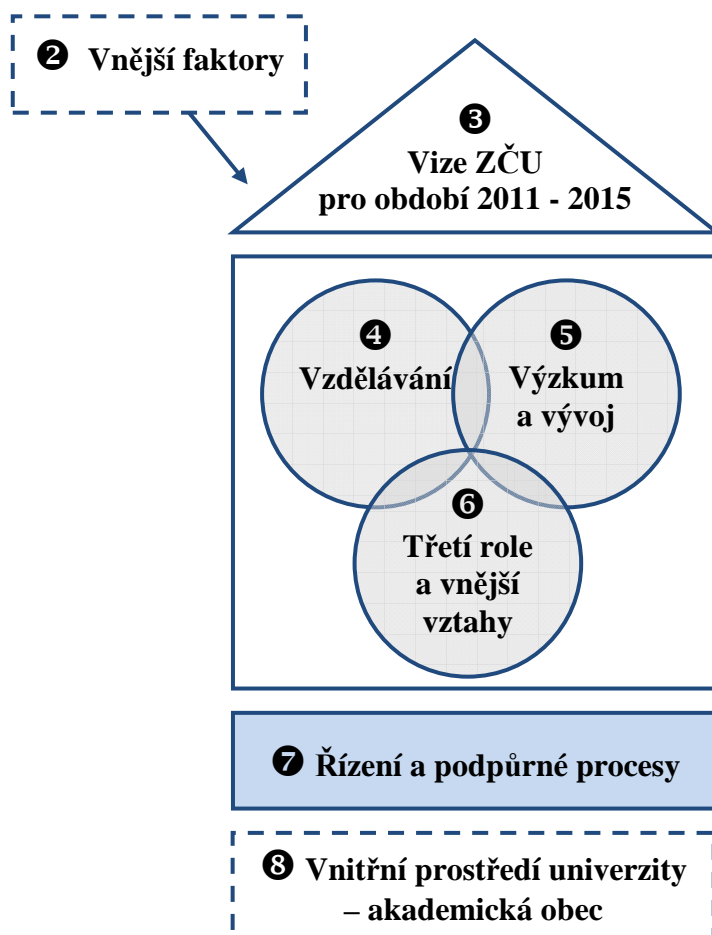 ❷ Vnější faktory
❸
Vize ZČU
pro období 2011 - 2015
❹
Vzdělávání
❺
Výzkum
a vývoj
❻
Třetí role
a vnější
vztahy
❼ Řízení a podpůrné procesy
❽ Vnitřní prostředí univerzity
– akademická obec